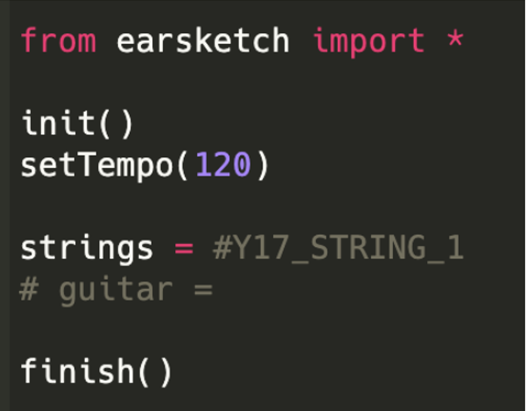 from earsketch import *
init()
setTempo(120)
strings = #Y17_STRING_1
# guitar =
finish()